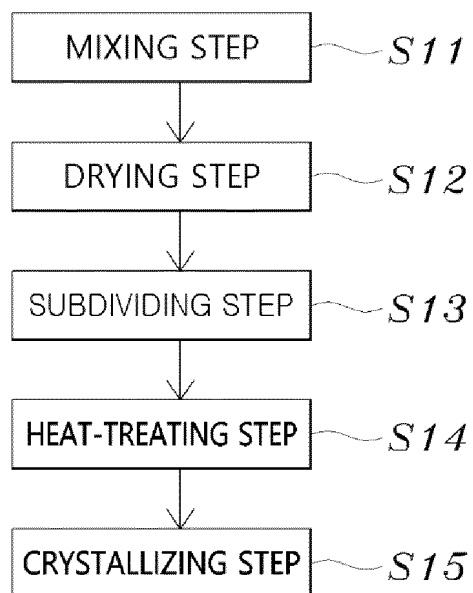 MIXING STEP S11
DRYING STEP S12
SUBDIVIDING STEP S13
HEAT-TREATING STEP S14
CRYSTALLIZING STEP S15